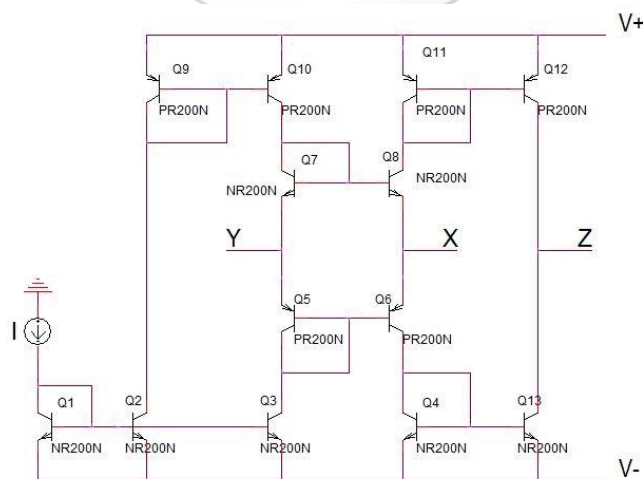 V+
Q9
Q10
Q11
Q12
PR200N
PR200N
PR200N
PR200N
Q7
Q8
NR200N
NR200N
Y
X
Z
Q5
Q6
PR200N
PR200N
I
Q1
Q2
Q3
Q4
Q13
NR200N
NR200N
NR200N
NR200N
NR200N
V-